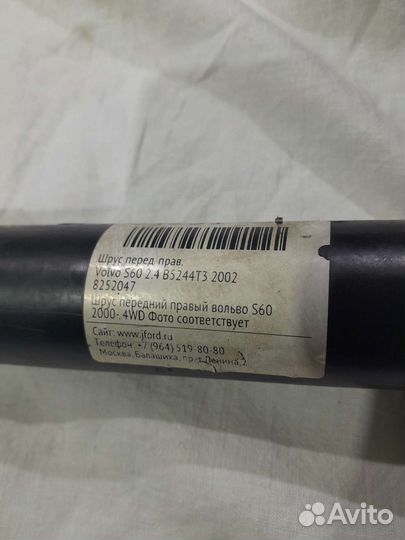 Шрус перед прав.
Volvo S60 2.4 B5244T3 2002
8252047
Шрус передний правый вольво S60
2000-. 4WD Фото соответствует
Сайт: www.jford.ru
Телефон: +7 (964) 519-80-80
Москва, Балашиха, пр-т Ленина,2
Avito